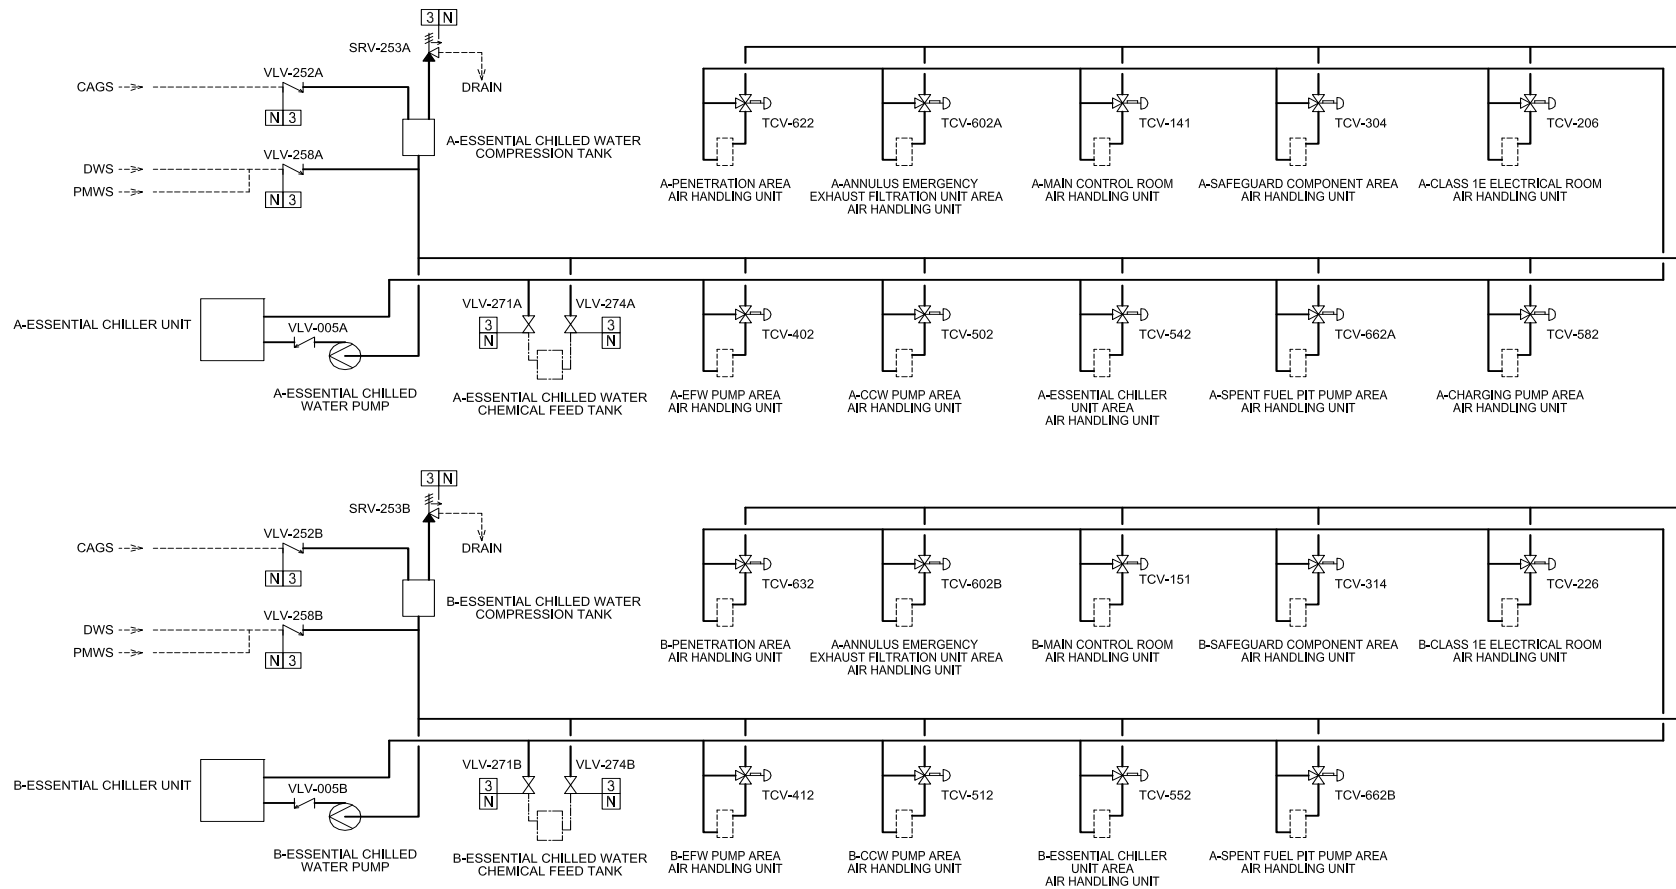 3 N
SRV-253A
VLV-252A
CAGS
DRAIN
N 3
A-ESSENTIAL CHILLED WATER
COMPRESSION TANK
VLV-258A
DWS
PMWS
N 3
TCV-622
TCV-602A
TCV-141
TCV-304
TCV-206
A-PENETRATION AREA
AIR HANDLING UNIT
A-ANNULUS EMERGENCY
EXHAUST FILTRATION UNIT AREA
AIR HANDLING UNIT
A-MAIN CONTROL ROOM
AIR HANDLING UNIT
A-SAFEGUARD COMPONENT AREA
AIR HANDLING UNIT
A-CLASS 1E ELECTRICAL ROOM
AIR HANDLING UNIT
A-ESSENTIAL CHILLER UNIT
VLV-005A
A-ESSENTIAL CHILLED
WATER PUMP
VLV-271A
VLV-274A
3
N
3
N
A-ESSENTIAL CHILLED WATER
CHEMICAL FEED TANK
TCV-402
TCV-502
TCV-542
TCV-662A
TCV-582
A-EFW PUMP AREA
AIR HANDLING UNIT
A-CCW PUMP AREA
AIR HANDLING UNIT
A-ESSENTIAL CHILLER
UNIT AREA
AIR HANDLING UNIT
A-SPENT FUEL PIT PUMP AREA
AIR HANDLING UNIT
A-CHARGING PUMP AREA
AIR HANDLING UNIT
3 N
SRV-253B
VLV-252B
CAGS
DRAIN
N 3
B-ESSENTIAL CHILLED WATER
COMPRESSION TANK
VLV-258B
DWS
PMWS
N 3
TCV-632
TCV-602B
TCV-151
TCV-314
TCV-226
B-PENETRATION AREA
AIR HANDLING UNIT
A-ANNULUS EMERGENCY
EXHAUST FILTRATION UNIT AREA
AIR HANDLING UNIT
B-MAIN CONTROL ROOM
AIR HANDLING UNIT
B-SAFEGUARD COMPONENT AREA
AIR HANDLING UNIT
B-CLASS 1E ELECTRICAL ROOM
AIR HANDLING UNIT
B-ESSENTIAL CHILLER UNIT
VLV-005B
B-ESSENTIAL CHILLED
WATER PUMP
VLV-271B
VLV-274B
3
N
3
N
B-ESSENTIAL CHILLED WATER
CHEMICAL FEED TANK
TCV-412
TCV-512
TCV-552
TCV-662B
B-EFW PUMP AREA
AIR HANDLING UNIT
B-CCW PUMP AREA
AIR HANDLING UNIT
B-ESSENTIAL CHILLER
UNIT AREA
AIR HANDLING UNIT
A-SPENT FUEL PIT PUMP AREA
AIR HANDLING UNIT